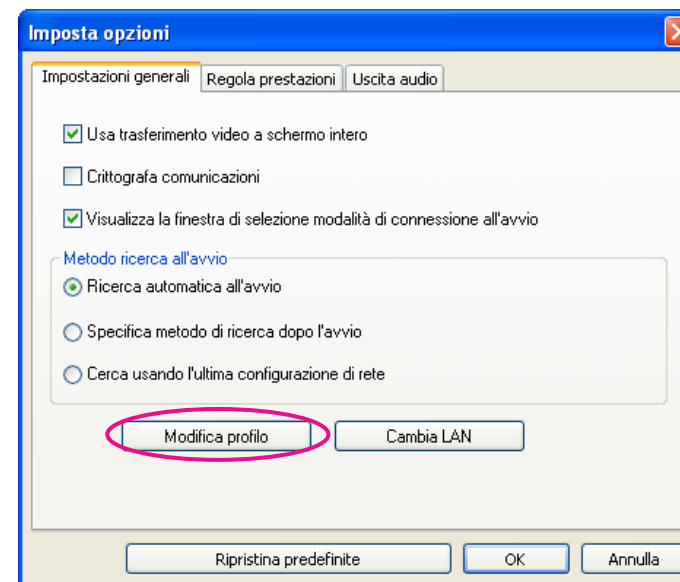 Imposta opzioni
Impostazioni generali Regola prestazioni Uscita audio
Usa trasferimento video a schermo intero
Crittografa comunicazioni
Visualizza la finestra di selezione modalità di connessione all'avvio
Metodo ricerca all'avvio
Ricerca automatica all'avvio
Specifica metodo di ricerca dopo l'avvio
Cerca usando l'ultima configurazione di rete
Modifica profilo Cambia LAN
Ripristina predefinite OK Annulla